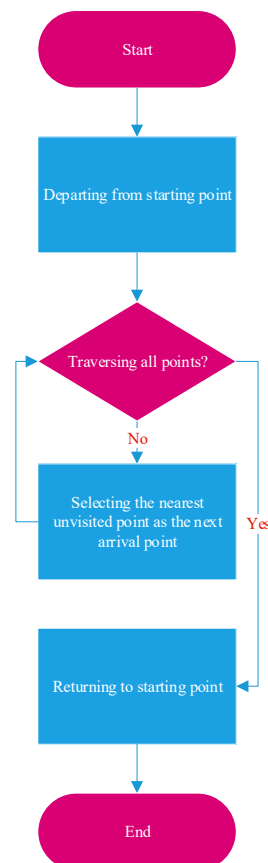 Start
Departing from starting point
Traversing all points?
No
Selecting the nearest
unvisited point as the next
arrival point
Yes
Returning to starting point
End